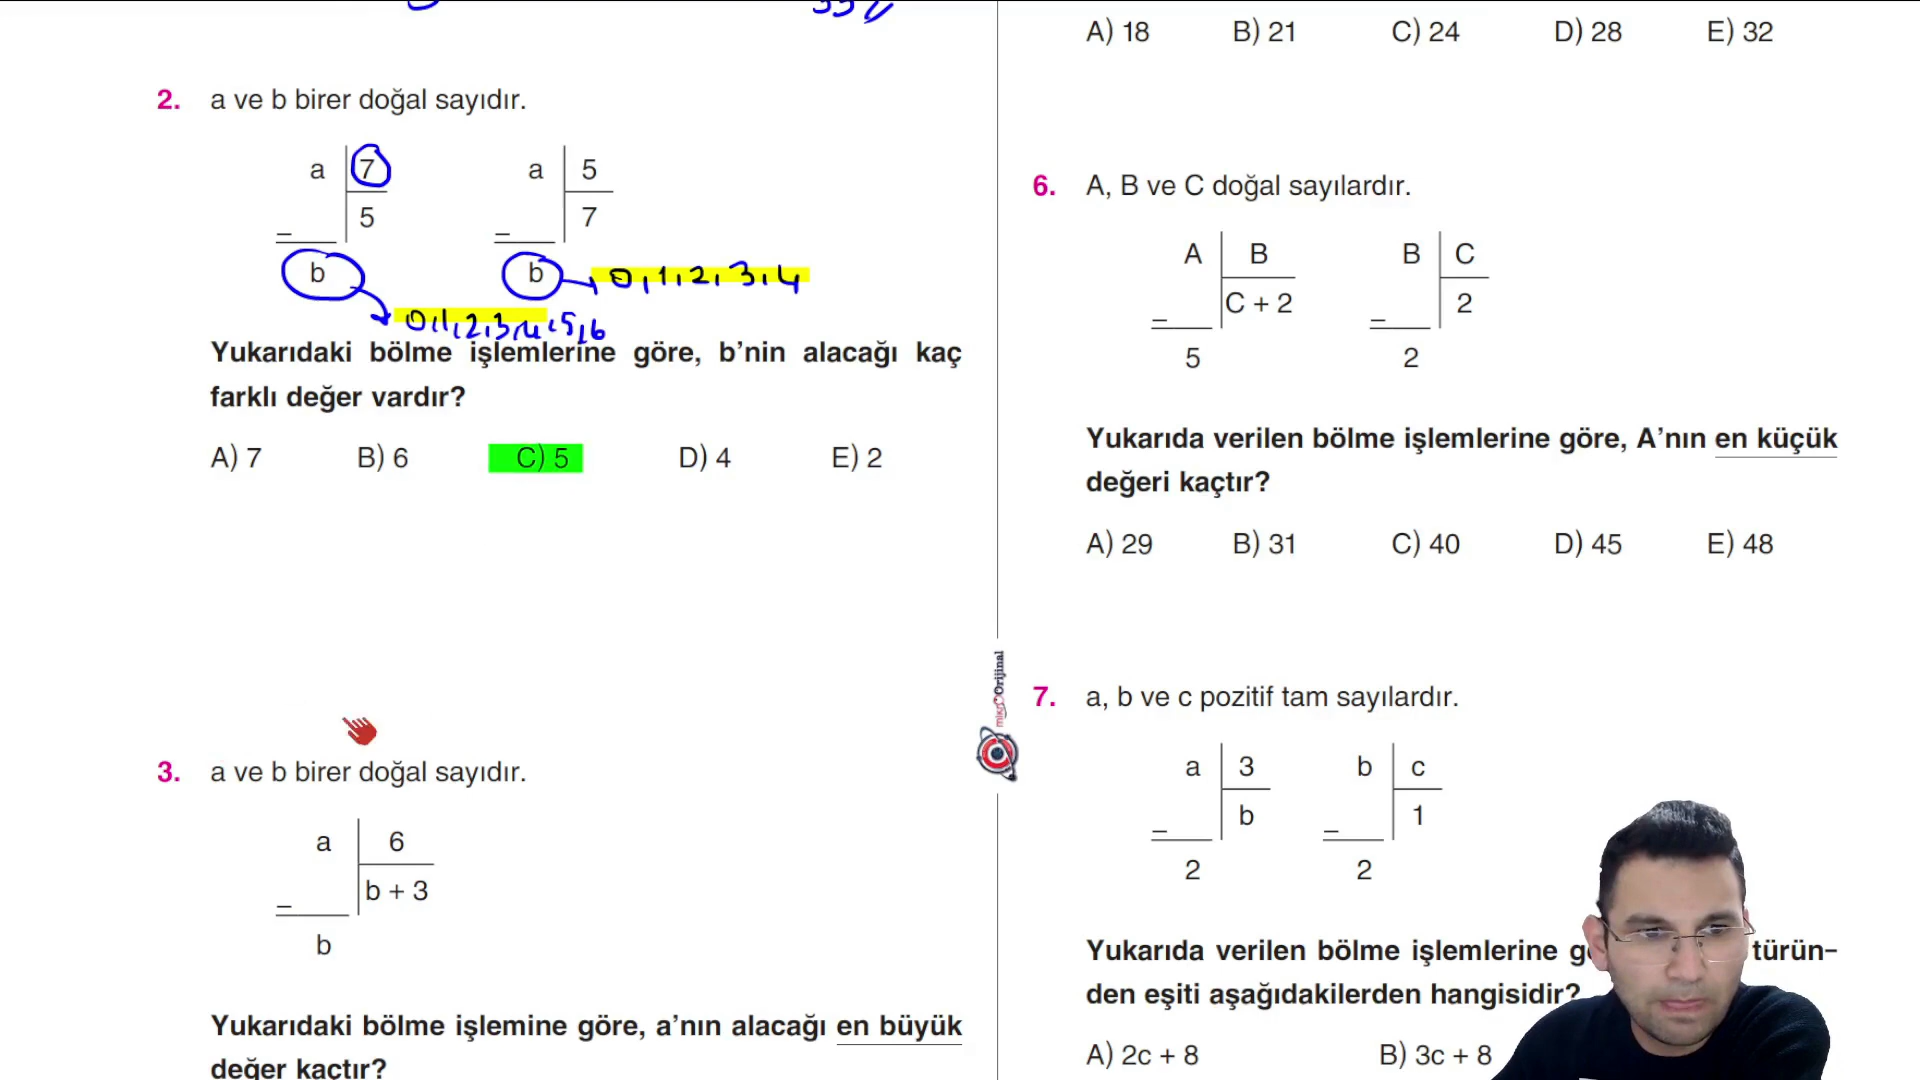 2. a ve b birer doğal sayıdır.
a 7
5
b
a 5
7
b
0,1,2,3,4
0,1,2,3,4,5,6
Yukarıdaki bölme işlemlerine göre, b'nin alacağı kaç
farklı değer vardır?
A) 7 B) 6 C) 5 D) 4 E) 2
3. a ve b birer doğal sayıdır.
a 6
b + 3
b
Yukarıdaki bölme işlemine göre, a'nın alacağı en büyük
değer kaçtır?
mikro Orijinal
A) 18 B) 21 C) 24 D) 28 E) 32
6. A, B ve C doğal sayılardır.
A B
C + 2
5
B C
2
2
Yukarıda verilen bölme işlemlerine göre, A'nın en küçük
değeri kaçtır?
A) 29 B) 31 C) 40 D) 45 E) 48
7. a, b ve c pozitif tam sayılardır.
a 3
b
2
b c
1
2
Yukarıda verilen bölme işlemlerine türün-
den eşiti aşağıdakilerden hangisidir?
A) 2c + 8 B) 3c + 8